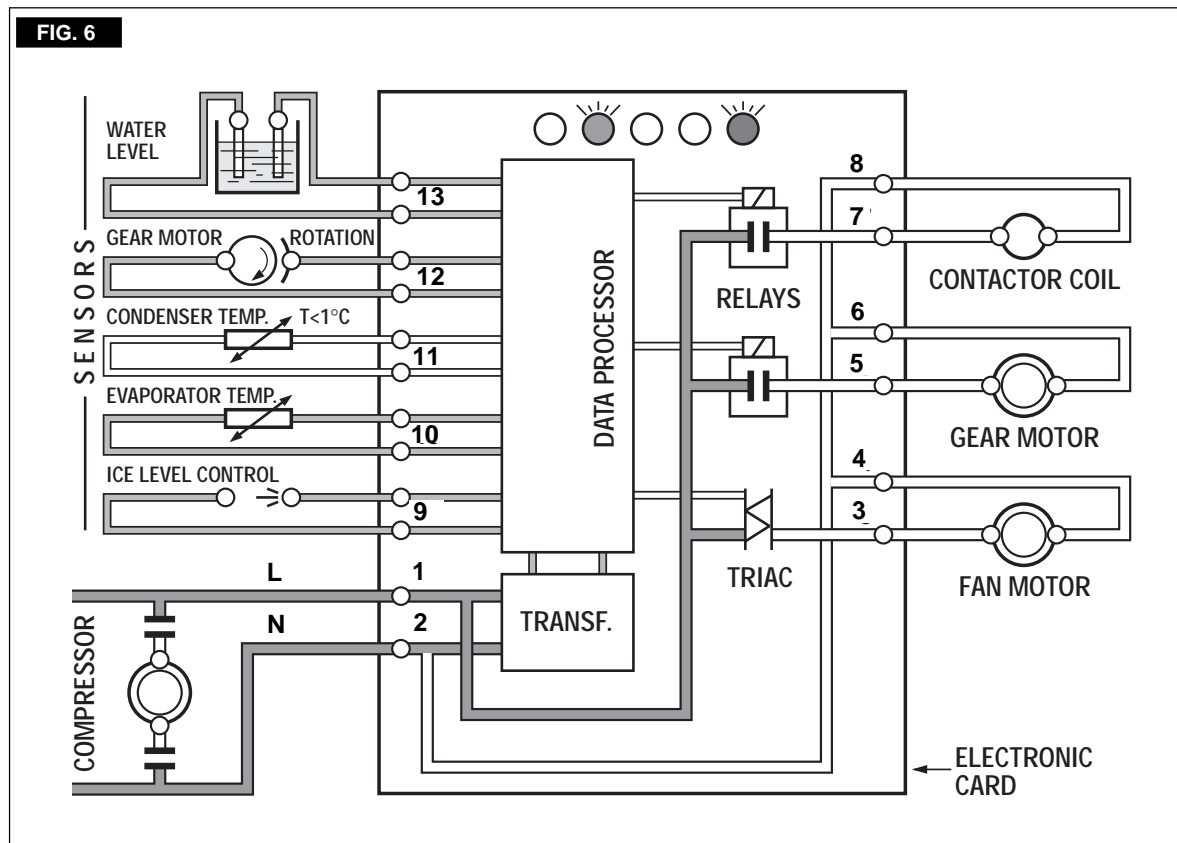 FIG. 6
WATER
LEVEL
13
GEAR MOTOR ROTATION
12
CONDENSER TEMP. T<1°C
11
EVAPORATOR TEMP.
10
ICE LEVEL CONTROL
9
SENSORS
L
1
N
2
COMPRESSOR
DATA PROCESSOR
TRANSF.
RELAYS
TRIAC
8
7
CONTACTOR COIL
6
5
GEAR MOTOR
4
3
FAN MOTOR
ELECTRONIC
CARD